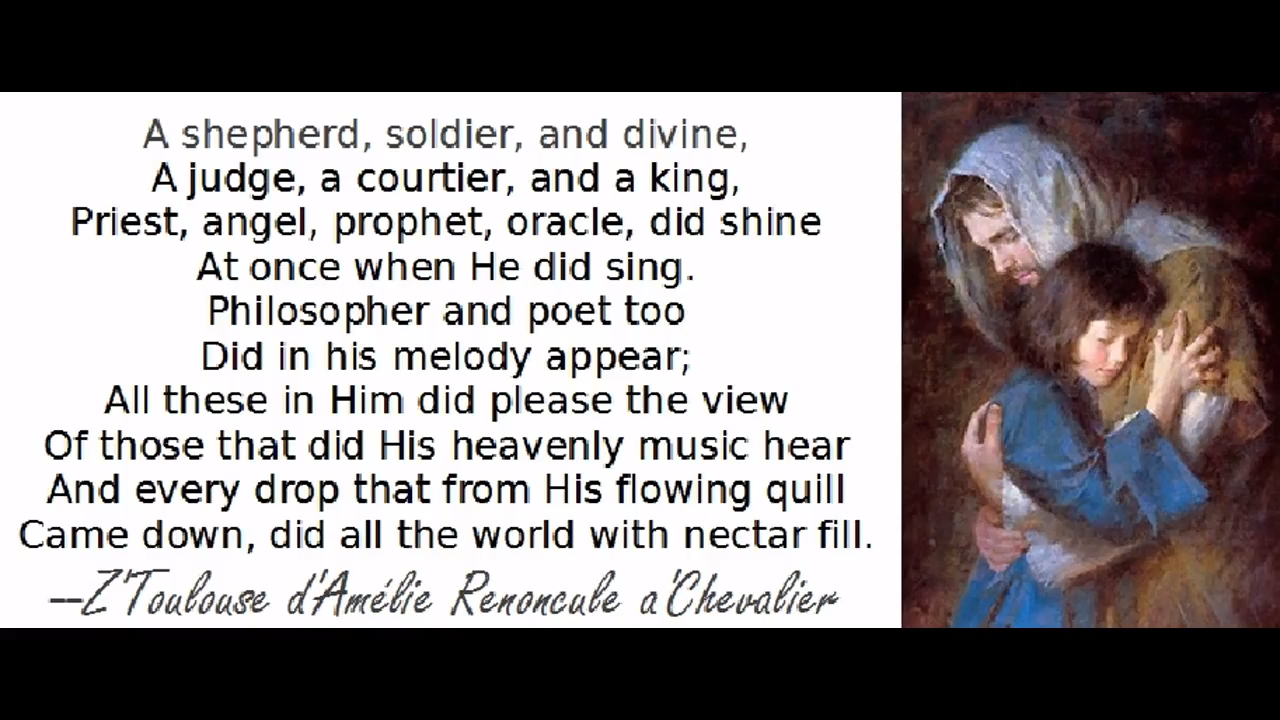 A shepherd, soldier, and divine,
A judge, a courtier, and a king,
Priest, angel, prophet, oracle, did shine
At once when He did sing.
Philosopher and poet too
Did in his melody appear;
All these in Him did please the view
Of those that did His heavenly music hear
And every drop that from His flowing quill
Came down, did all the world with nectar fill.
--Z'Toulouse d'Amélie Renoncule a'Chevalier